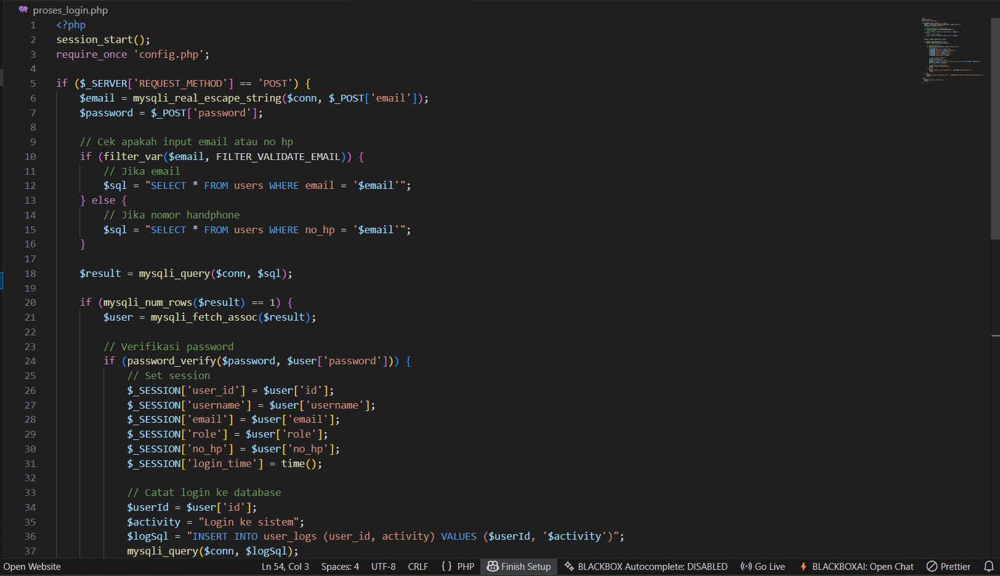 proses_login.php
1 <?php
2 session_start();
3 require_once 'config.php';
4
5 if ($_SERVER['REQUEST_METHOD'] == 'POST') {
6     $email = mysqli_real_escape_string($conn, $_POST['email']);
7     $password = $_POST['password'];
8
9     // Cek apakah input email atau no hp
10     if (filter_var($email, FILTER_VALIDATE_EMAIL)) {
11         // Jika email
12         $sql = "SELECT * FROM users WHERE email = '$email'";
13     } else {
14         // Jika nomor handphone
15         $sql = "SELECT * FROM users WHERE no_hp = '$email'";
16     }
17
18     $result = mysqli_query($conn, $sql);
19
20     if (mysqli_num_rows($result) == 1) {
21         $user = mysqli_fetch_assoc($result);
22
23         // Verifikasi password
24         if (password_verify($password, $user['password'])) {
25             // Set session
26             $_SESSION['user_id'] = $user['id'];
27             $_SESSION['username'] = $user['username'];
28             $_SESSION['email'] = $user['email'];
29             $_SESSION['role'] = $user['role'];
30             $_SESSION['no_hp'] = $user['no_hp'];
31             $_SESSION['login_time'] = time();
32
33             // Catat login ke database
34             $userId = $user['id'];
35             $activity = "Login ke sistem";
36             $logSql = "INSERT INTO user_logs (user_id, activity) VALUES ($userId, '$activity')";
37             mysqli_query($conn, $logSql);
Open Website Ln 54, Col 3 Spaces: 4 UTF-8 CRLF { } PHP Finish Setup BLACKBOX Autocomplete: DISABLED Go Live BLACKBOXAI: Open Chat Prettier